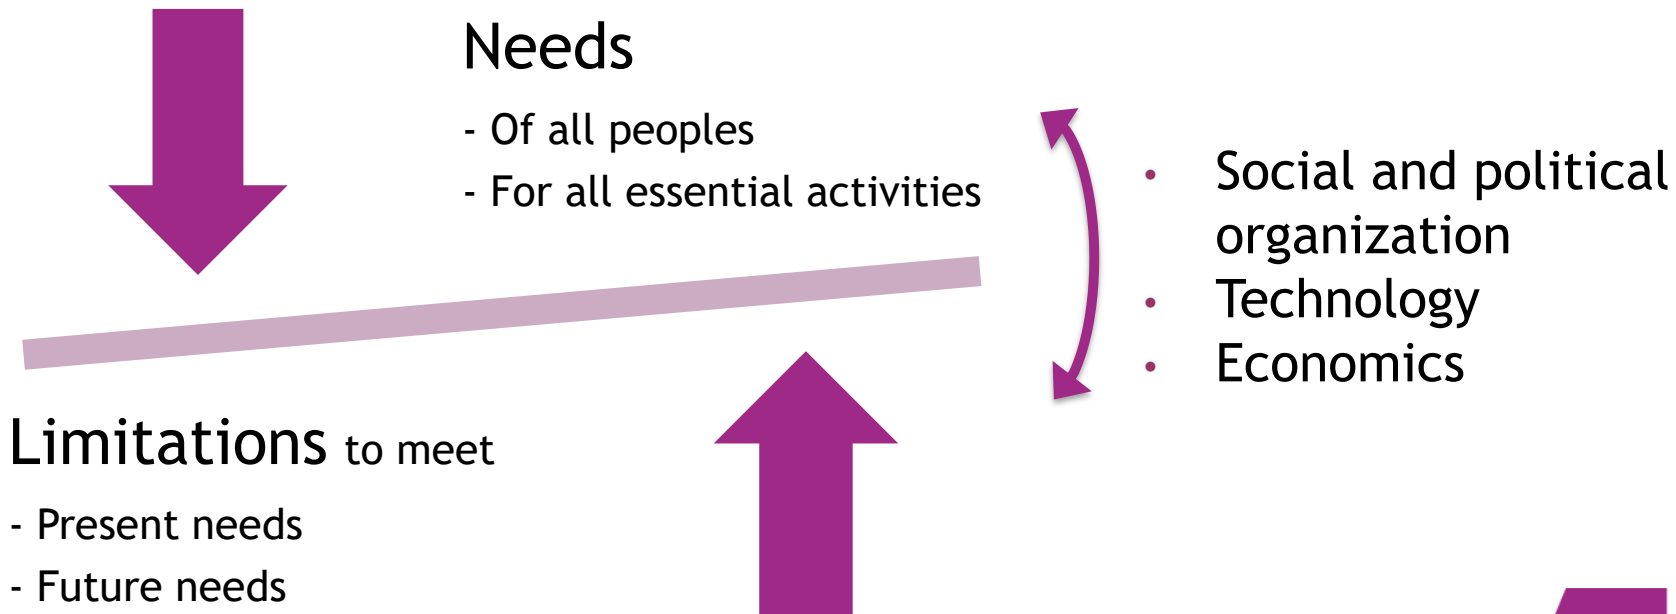 Needs
- Of all peoples
- For all essential activities
• Social and political
organization
• Technology
• Economics
Limitations to meet
- Present needs
- Future needs